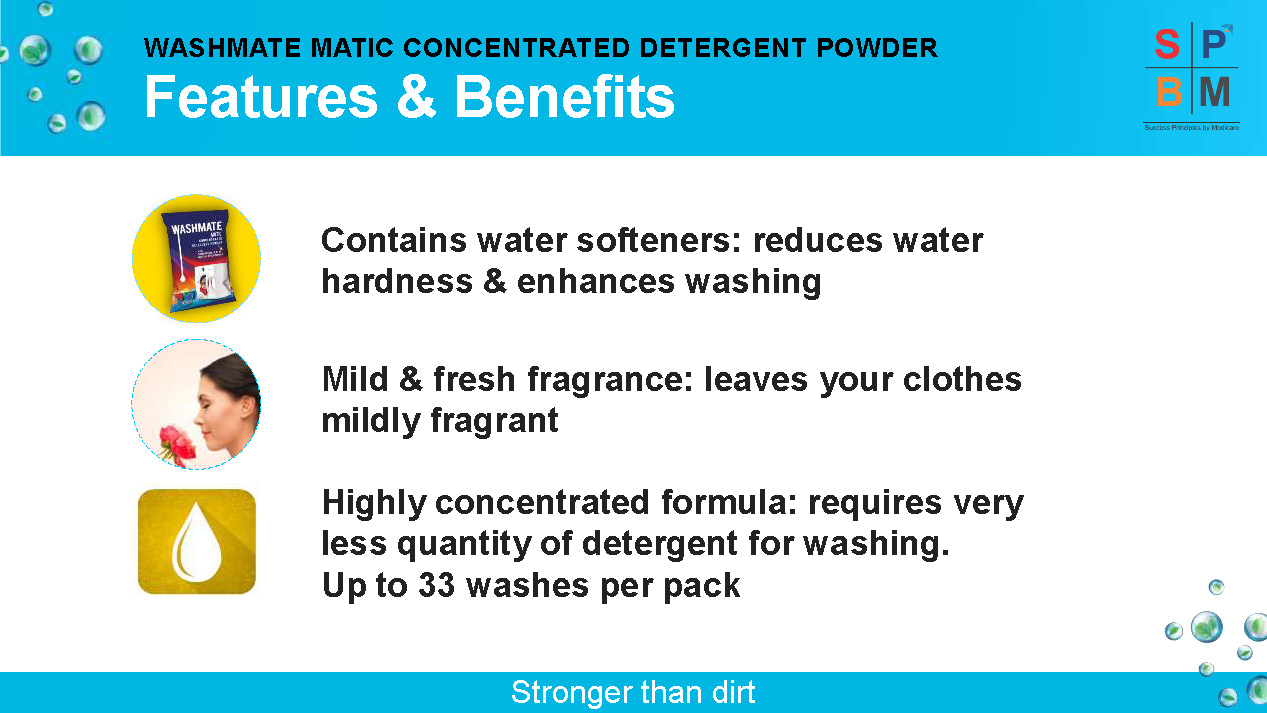 WASHMATE MATIC CONCENTRATED DETERGENT POWDER
Features & Benefits
S P
B M
Success Principles by Modicare
WASHMATE
MATIC
Contains water softeners: reduces water
hardness & enhances washing
Mild & fresh fragrance: leaves your clothes
mildly fragrant
Highly concentrated formula: requires very
less quantity of detergent for washing.
Up to 33 washes per pack
Stronger than dirt